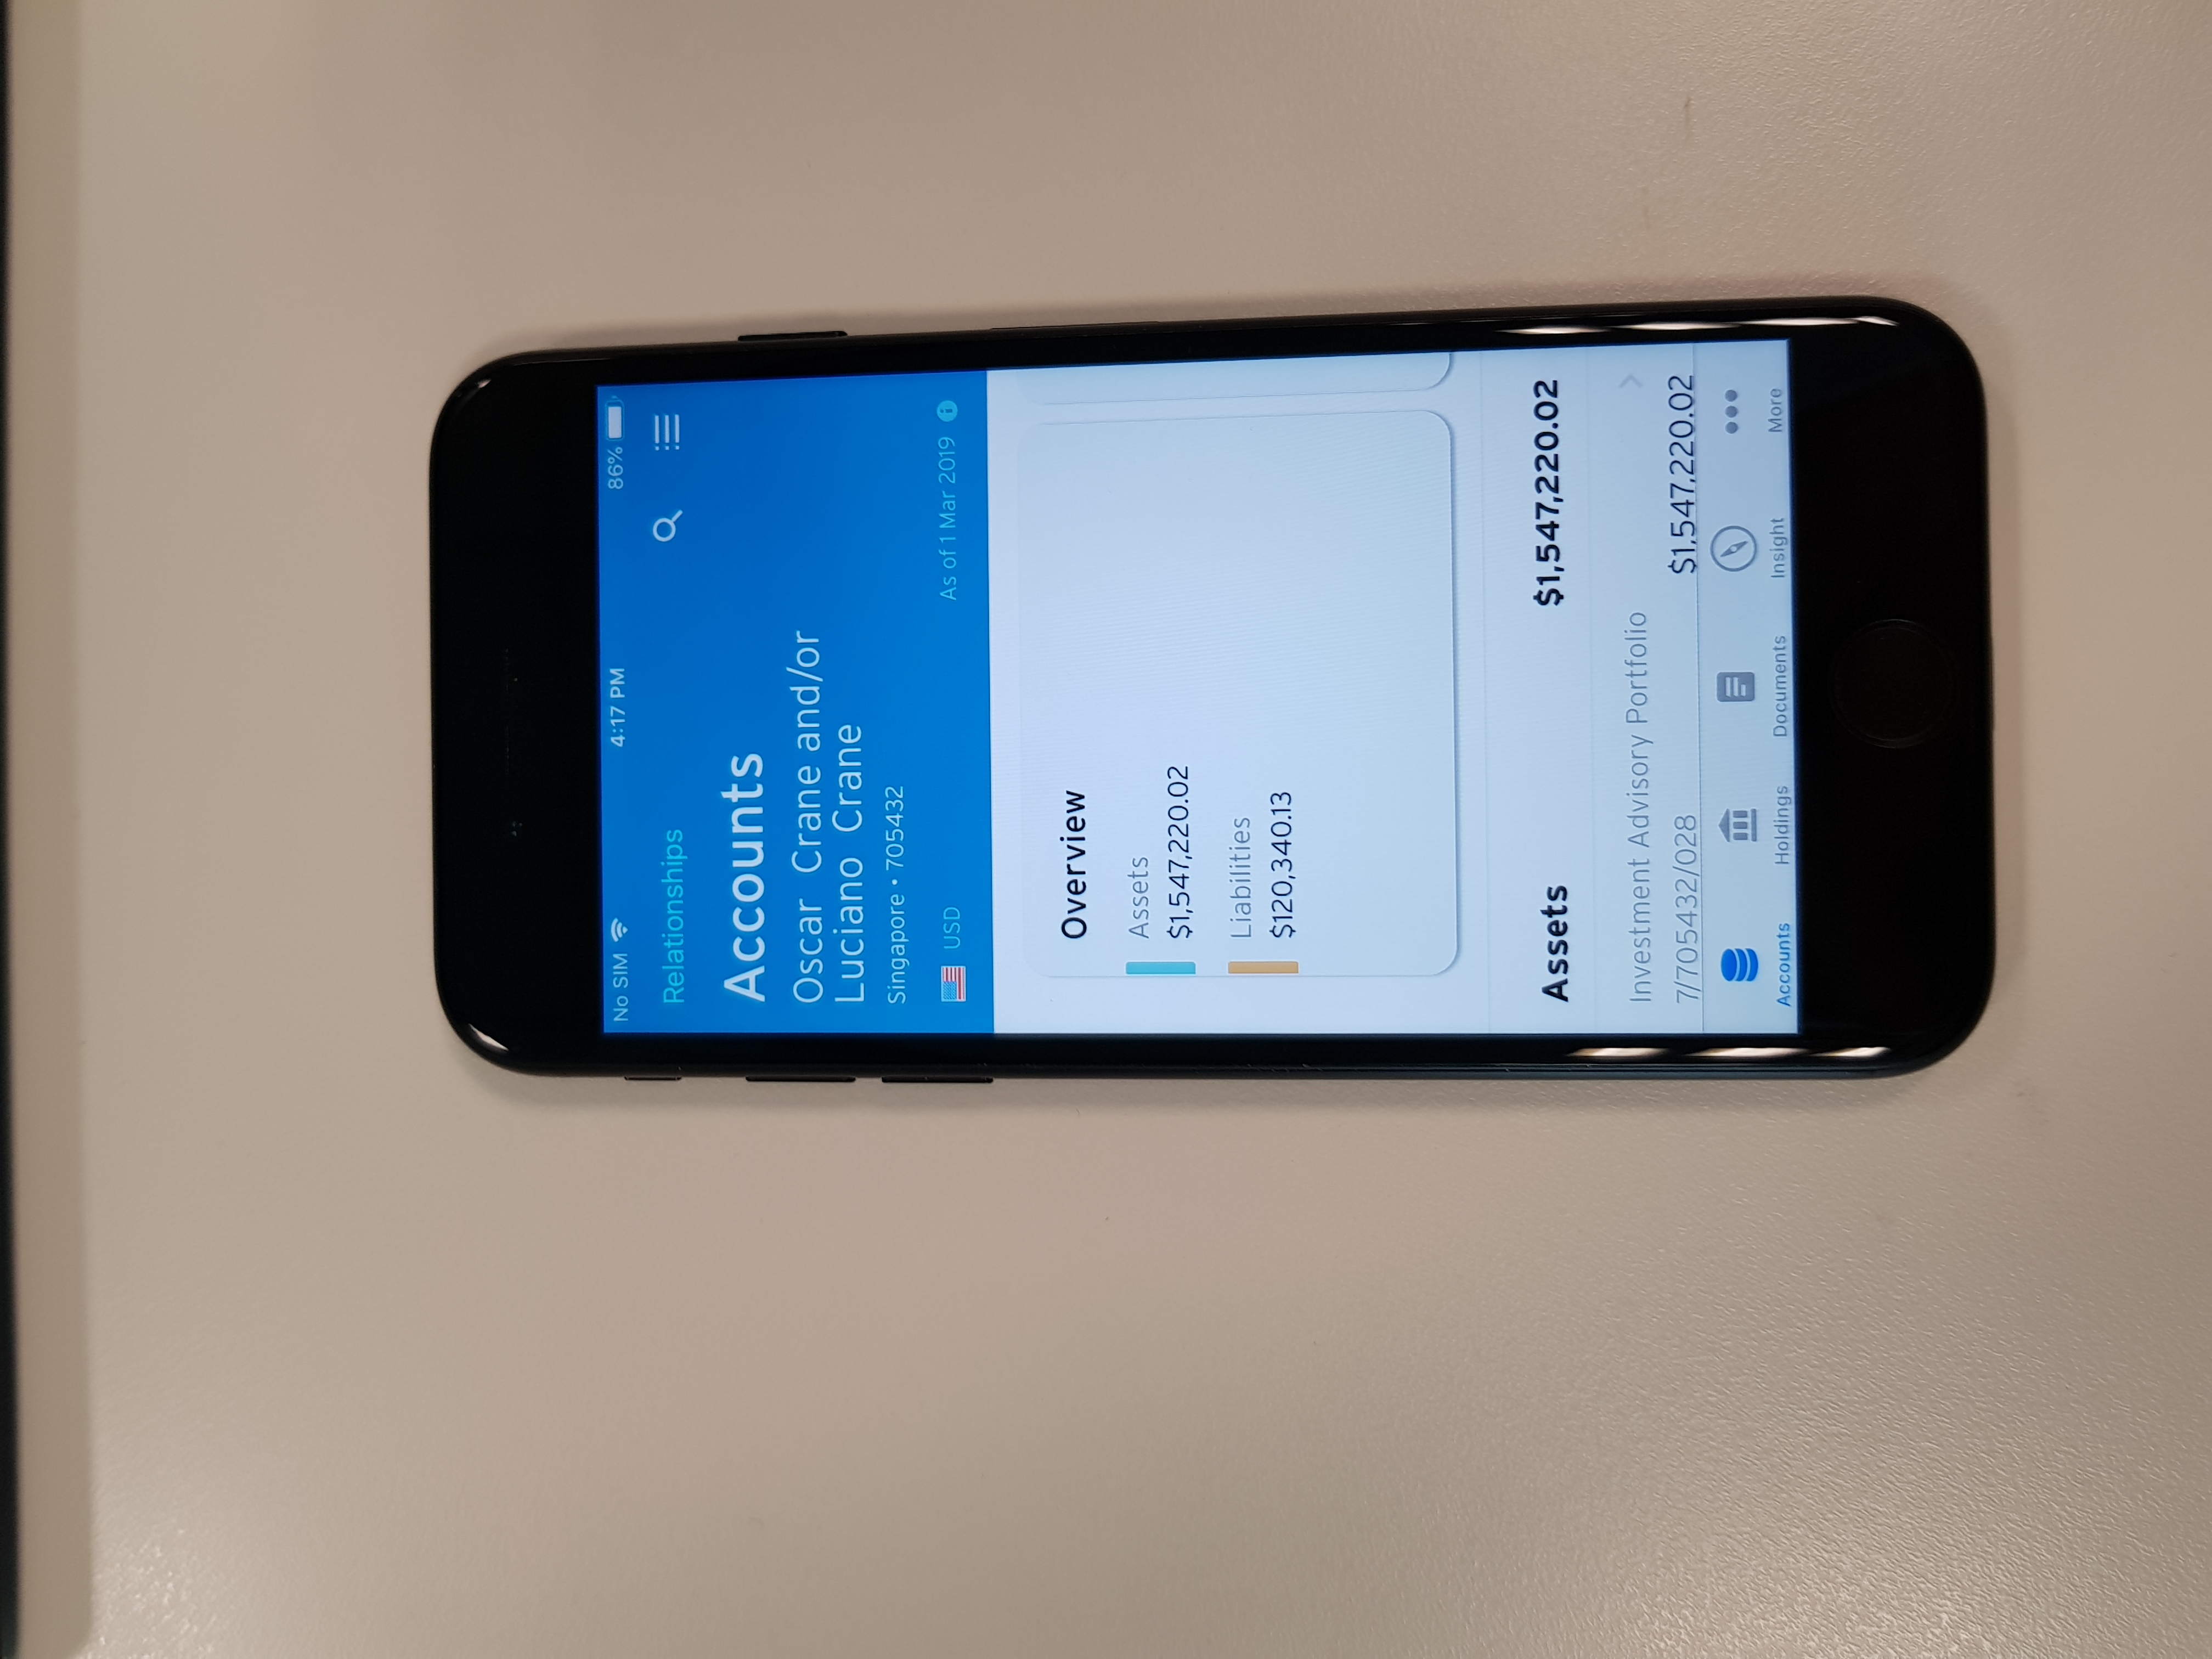 No SIM 4:17 PM 86%
Relationships
Accounts
Oscar Crane and/or
Luciano Crane
Singapore • 705432
USD As of 1 Mar 2019
Overview
Assets
$1,547,220.02
Liabilities
$120,340.13
Assets $1,547,220.02
Investment Advisory Portfolio
7/705432/028 $1,547,220.02
Accounts Holdings Documents Insight More